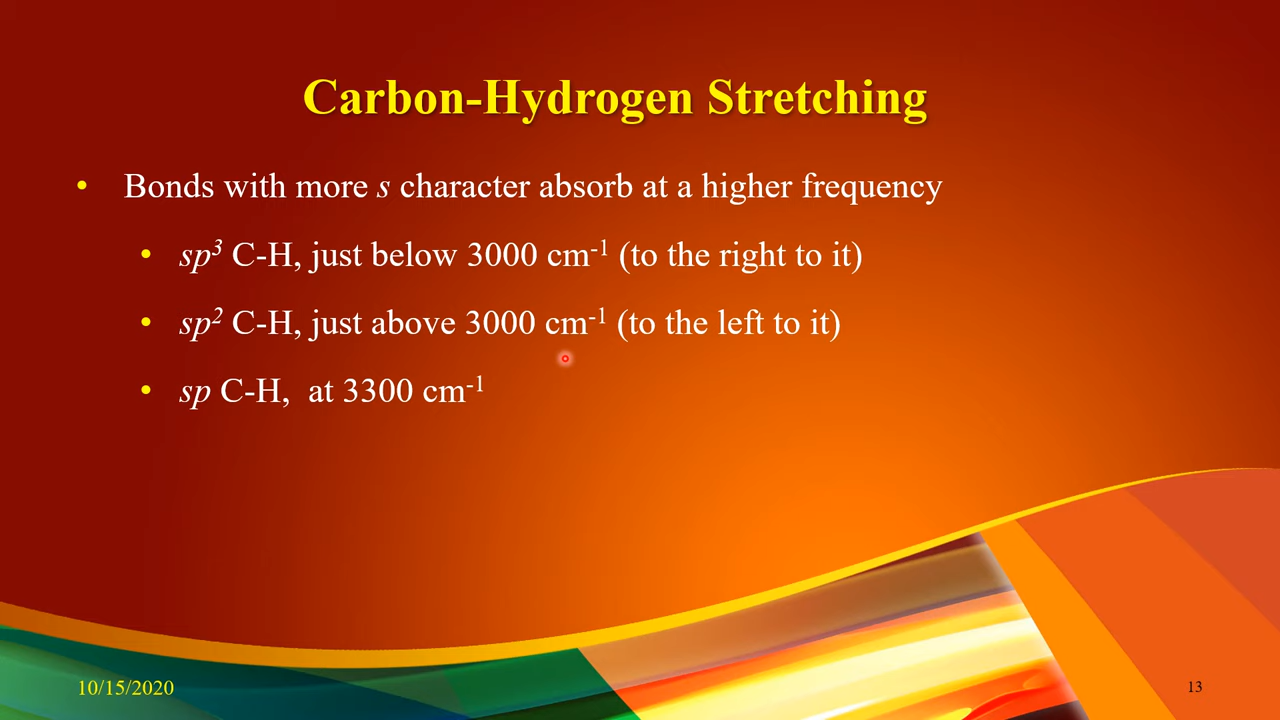 Carbon-Hydrogen Stretching
• Bonds with more s character absorb at a higher frequency
• sp³ C-H, just below 3000 cm⁻¹ (to the right to it)
• sp² C-H, just above 3000 cm⁻¹ (to the left to it)
• sp C-H, at 3300 cm⁻¹
10/15/2020
13